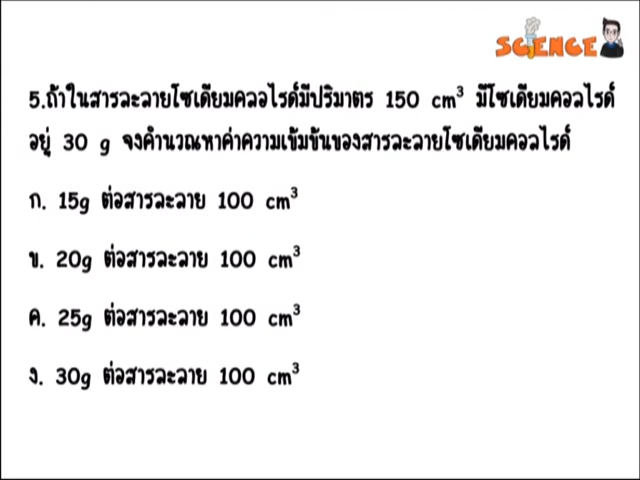 SCIENCE
5.ถ้าในสารละลายโซเดียมคลอไรด์มีปริมาตร 150 cm³ มีโซเดียมคอลไรด์
อยู่ 30 g จงคำนวณหาค่าความเข้มข้นของสารละลายโซเดียมคอลไรด์
ก. 15g ต่อสารละลาย 100 cm³
ข. 20g ต่อสารละลาย 100 cm³
ค. 25g ต่อสารละลาย 100 cm³
ง. 30g ต่อสารละลาย 100 cm³